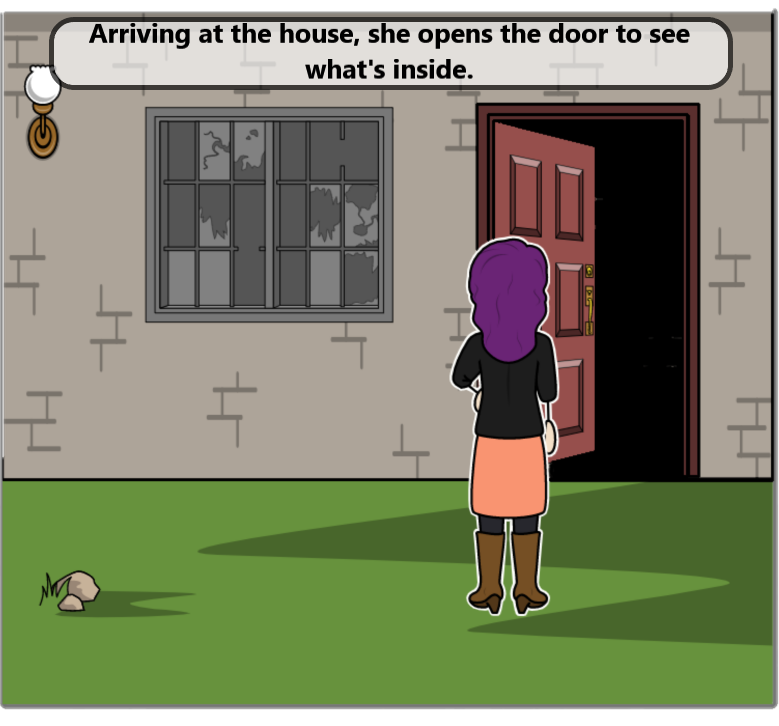 Arriving at the house, she opens the door to see
what's inside.